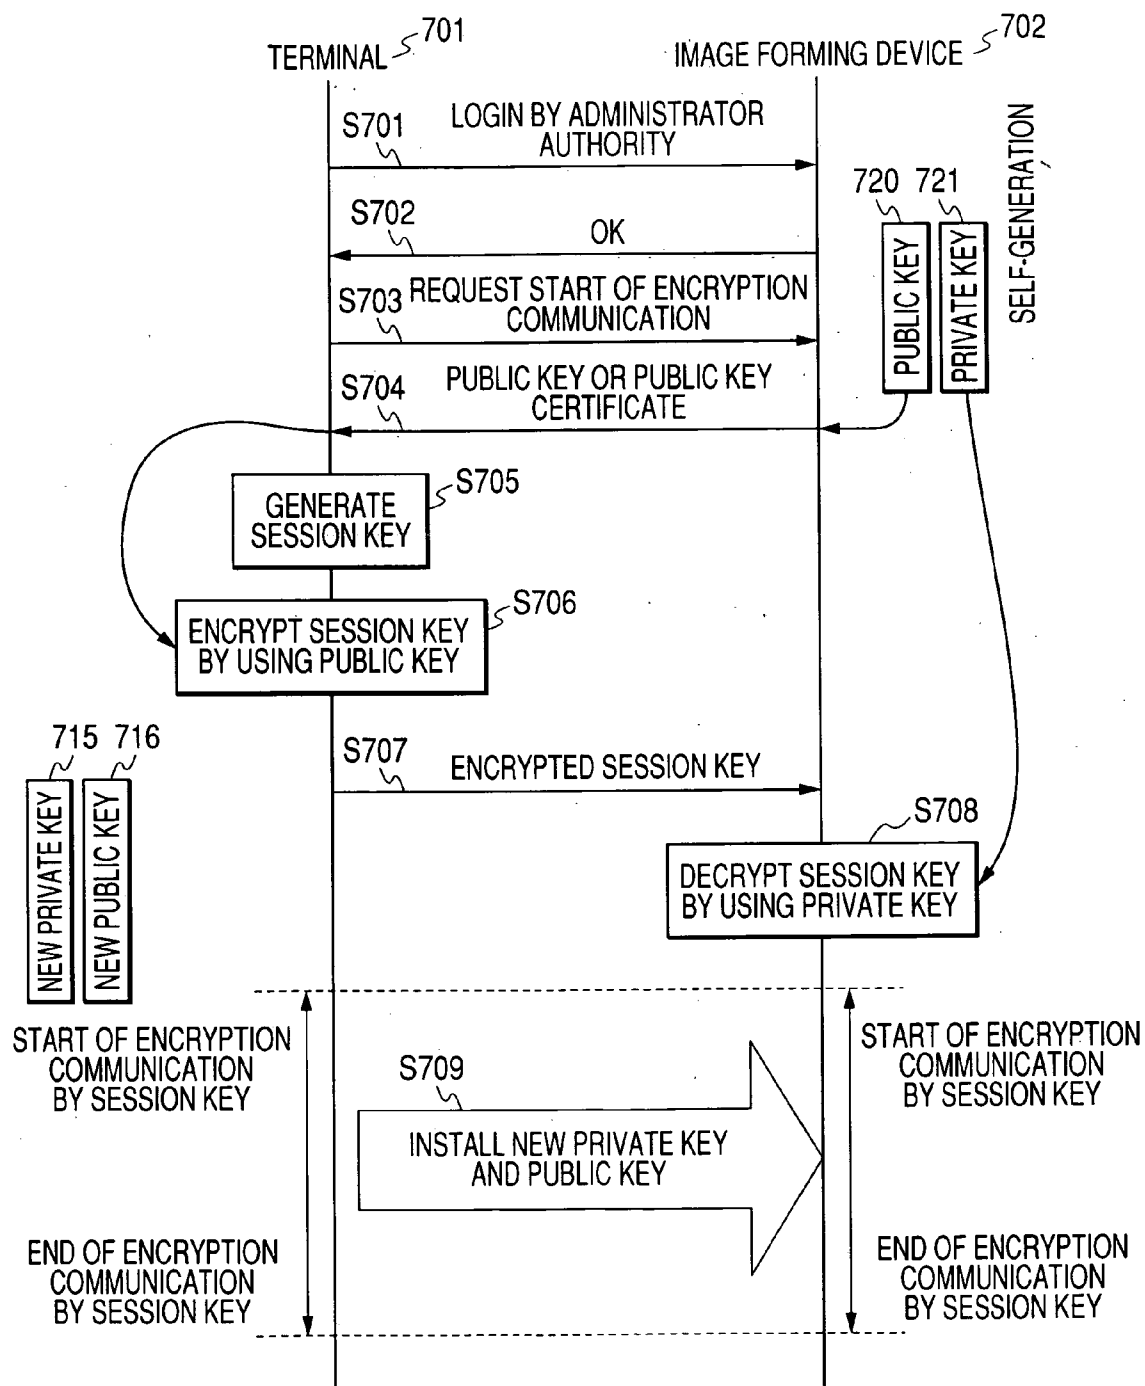 TERMINAL 701
IMAGE FORMING DEVICE 702
S701
LOGIN BY ADMINISTRATOR
AUTHORITY
720
721
PUBLIC KEY
PRIVATE KEY
SELF-GENERATION
S702
OK
S703
REQUEST START OF ENCRYPTION
COMMUNICATION
S704
PUBLIC KEY OR PUBLIC KEY
CERTIFICATE
GENERATE
SESSION KEY
S705
ENCRYPT SESSION KEY
BY USING PUBLIC KEY
S706
715
716
NEW PRIVATE KEY
NEW PUBLIC KEY
S707
ENCRYPTED SESSION KEY
S708
DECRYPT SESSION KEY
BY USING PRIVATE KEY
START OF ENCRYPTION
COMMUNICATION
BY SESSION KEY
START OF ENCRYPTION
COMMUNICATION
BY SESSION KEY
S709
INSTALL NEW PRIVATE KEY
AND PUBLIC KEY
END OF ENCRYPTION
COMMUNICATION
BY SESSION KEY
END OF ENCRYPTION
COMMUNICATION
BY SESSION KEY